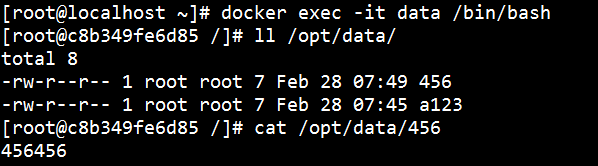 [root@localhost ~]# docker exec -it data /bin/bash
[root@c8b349fe6d85 /]# ll /opt/data/
total 8
-rw-r--r-- 1 root root 7 Feb 28 07:49 456
-rw-r--r-- 1 root root 7 Feb 28 07:45 a123
[root@c8b349fe6d85 /]# cat /opt/data/456
456456